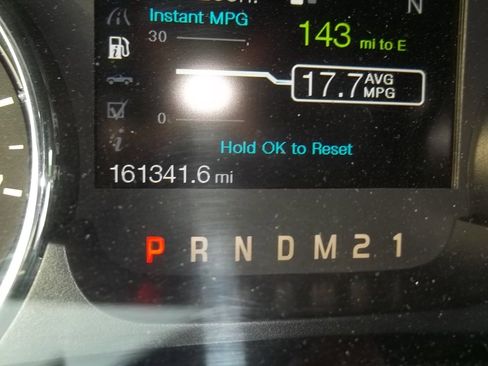 N
Instant MPG
30
143 mi to E
17.7 AVG MPG
0
Hold OK to Reset
161341.6 mi
P R N D M 2 1